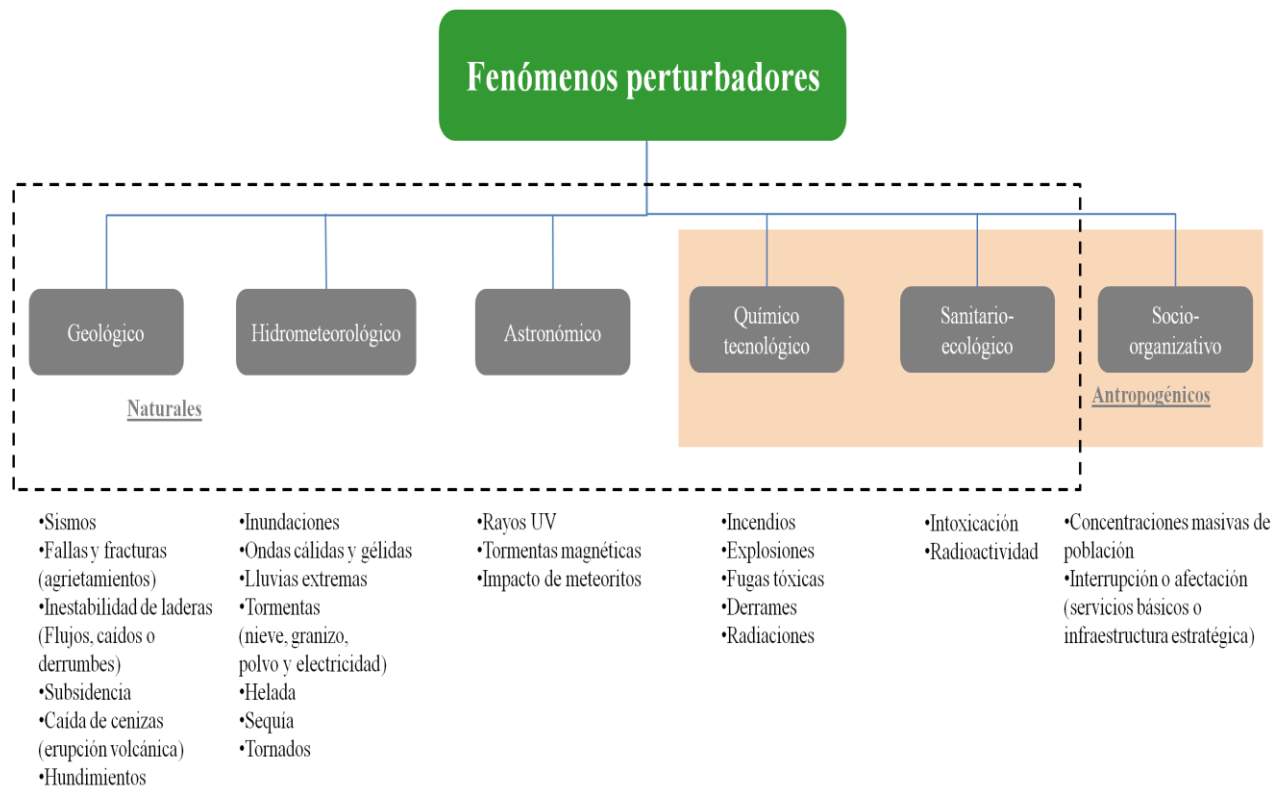 Fenómenos perturbadores
Geológico
Hidrometeorológico
Astronómico
Químico
tecnológico
Sanitario-
ecológico
Socio-
organizativo
Naturales
Antropogénicos
•Sismos
•Fallas y fracturas
(agrietamientos)
•Inestabilidad de laderas
(Flujos, caídos o
derrumbes)
•Subsidencia
•Caída de cenizas
(erupción volcánica)
•Hundimientos
•Inundaciones
•Ondas cálidas y gélidas
•Lluvias extremas
•Tormentas
(nieve, granizo,
polvo y electricidad)
•Helada
•Sequía
•Tornados
•Rayos UV
•Tormentas magnéticas
•Impacto de meteoritos
•Incendios
•Explosiones
•Fugas tóxicas
•Derrames
•Radiaciones
•Intoxicación
•Radioactividad
•Concentraciones masivas de
población
•Interrupción o afectación
(servicios básicos o
infraestructura estratégica)